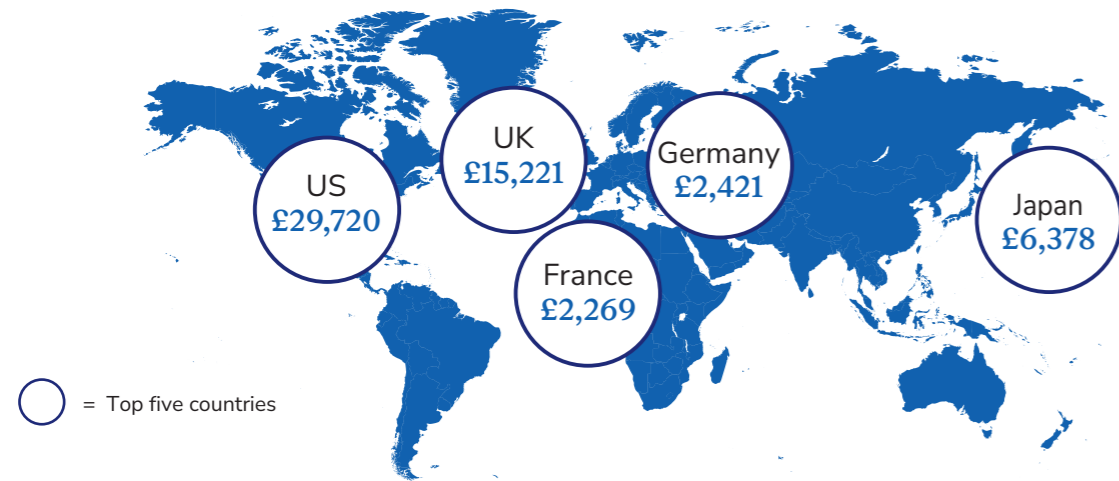 UK
£15,221
Germany
£2,421
US
£29,720
Japan
£6,378
France
£2,269
= Top five countries